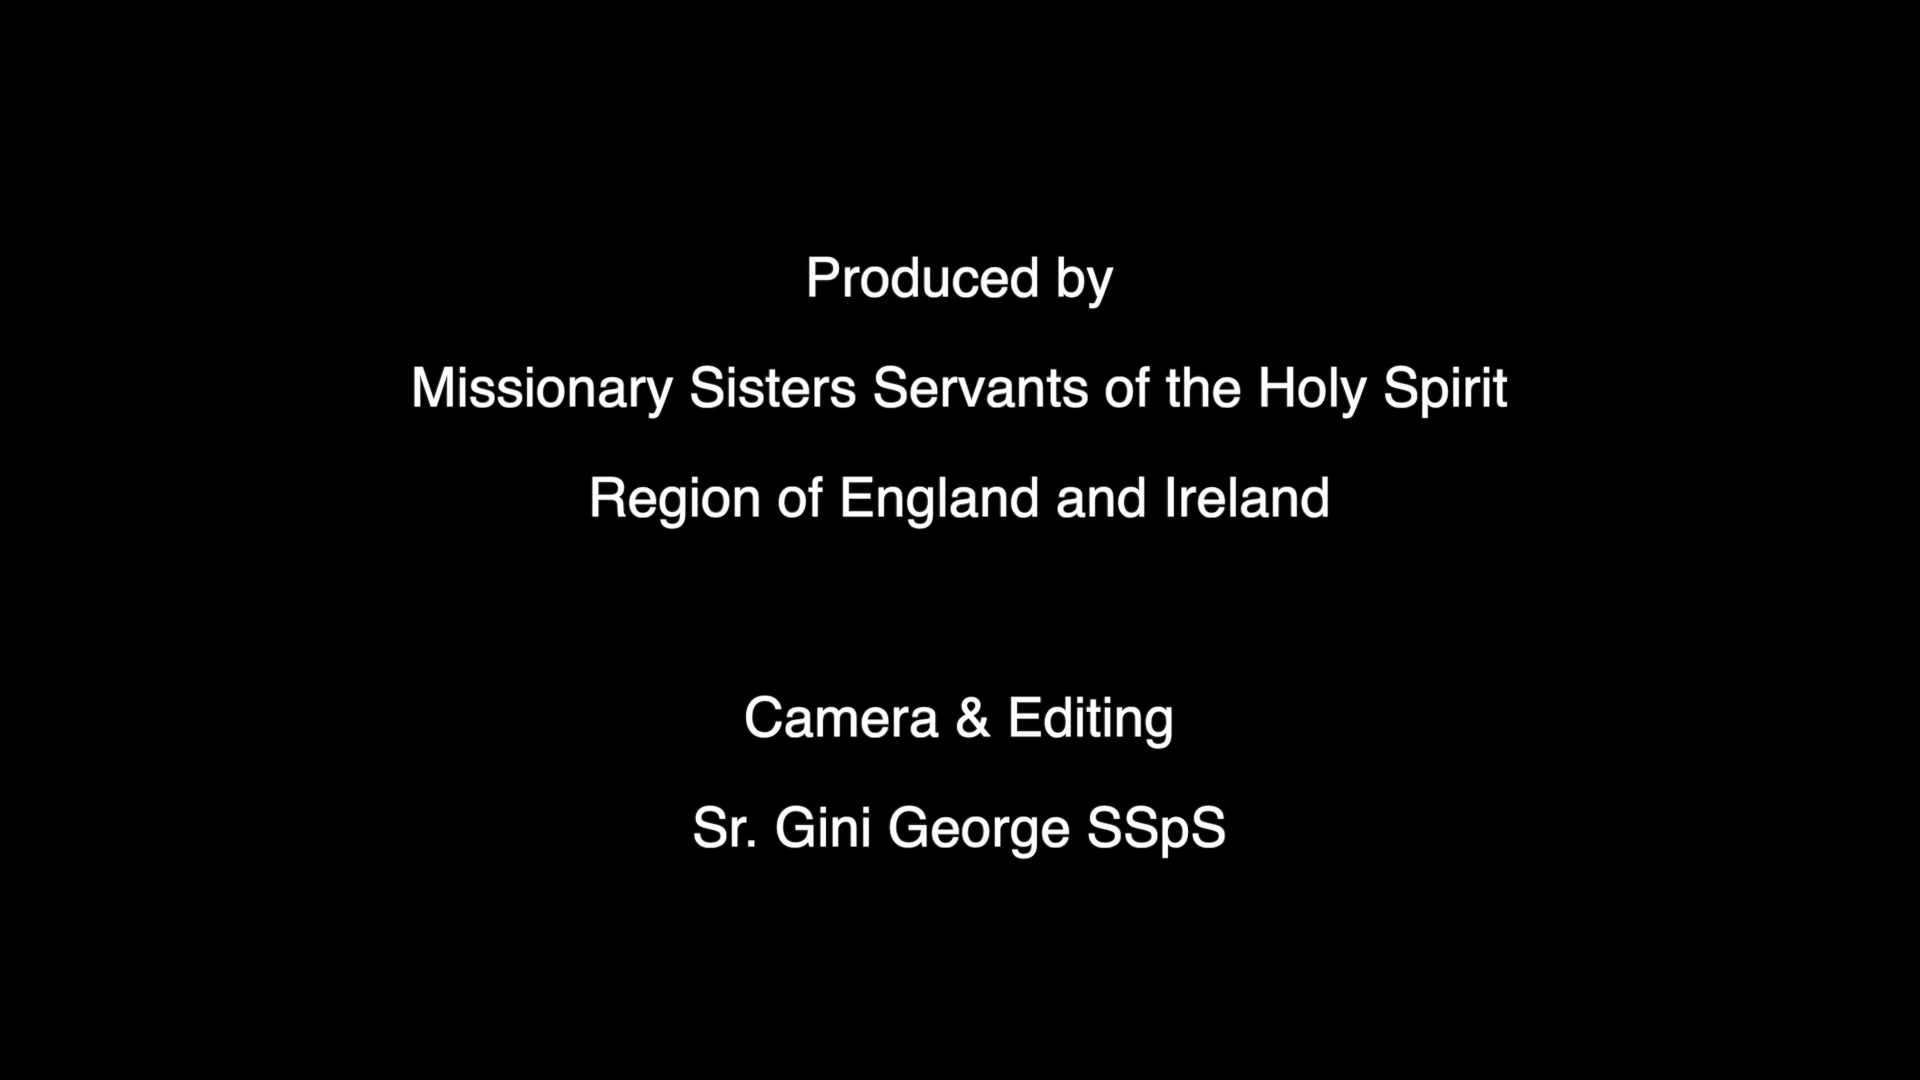 Produced by
Missionary Sisters Servants of the Holy Spirit
Region of England and Ireland
Camera & Editing
Sr. Gini George SSpS